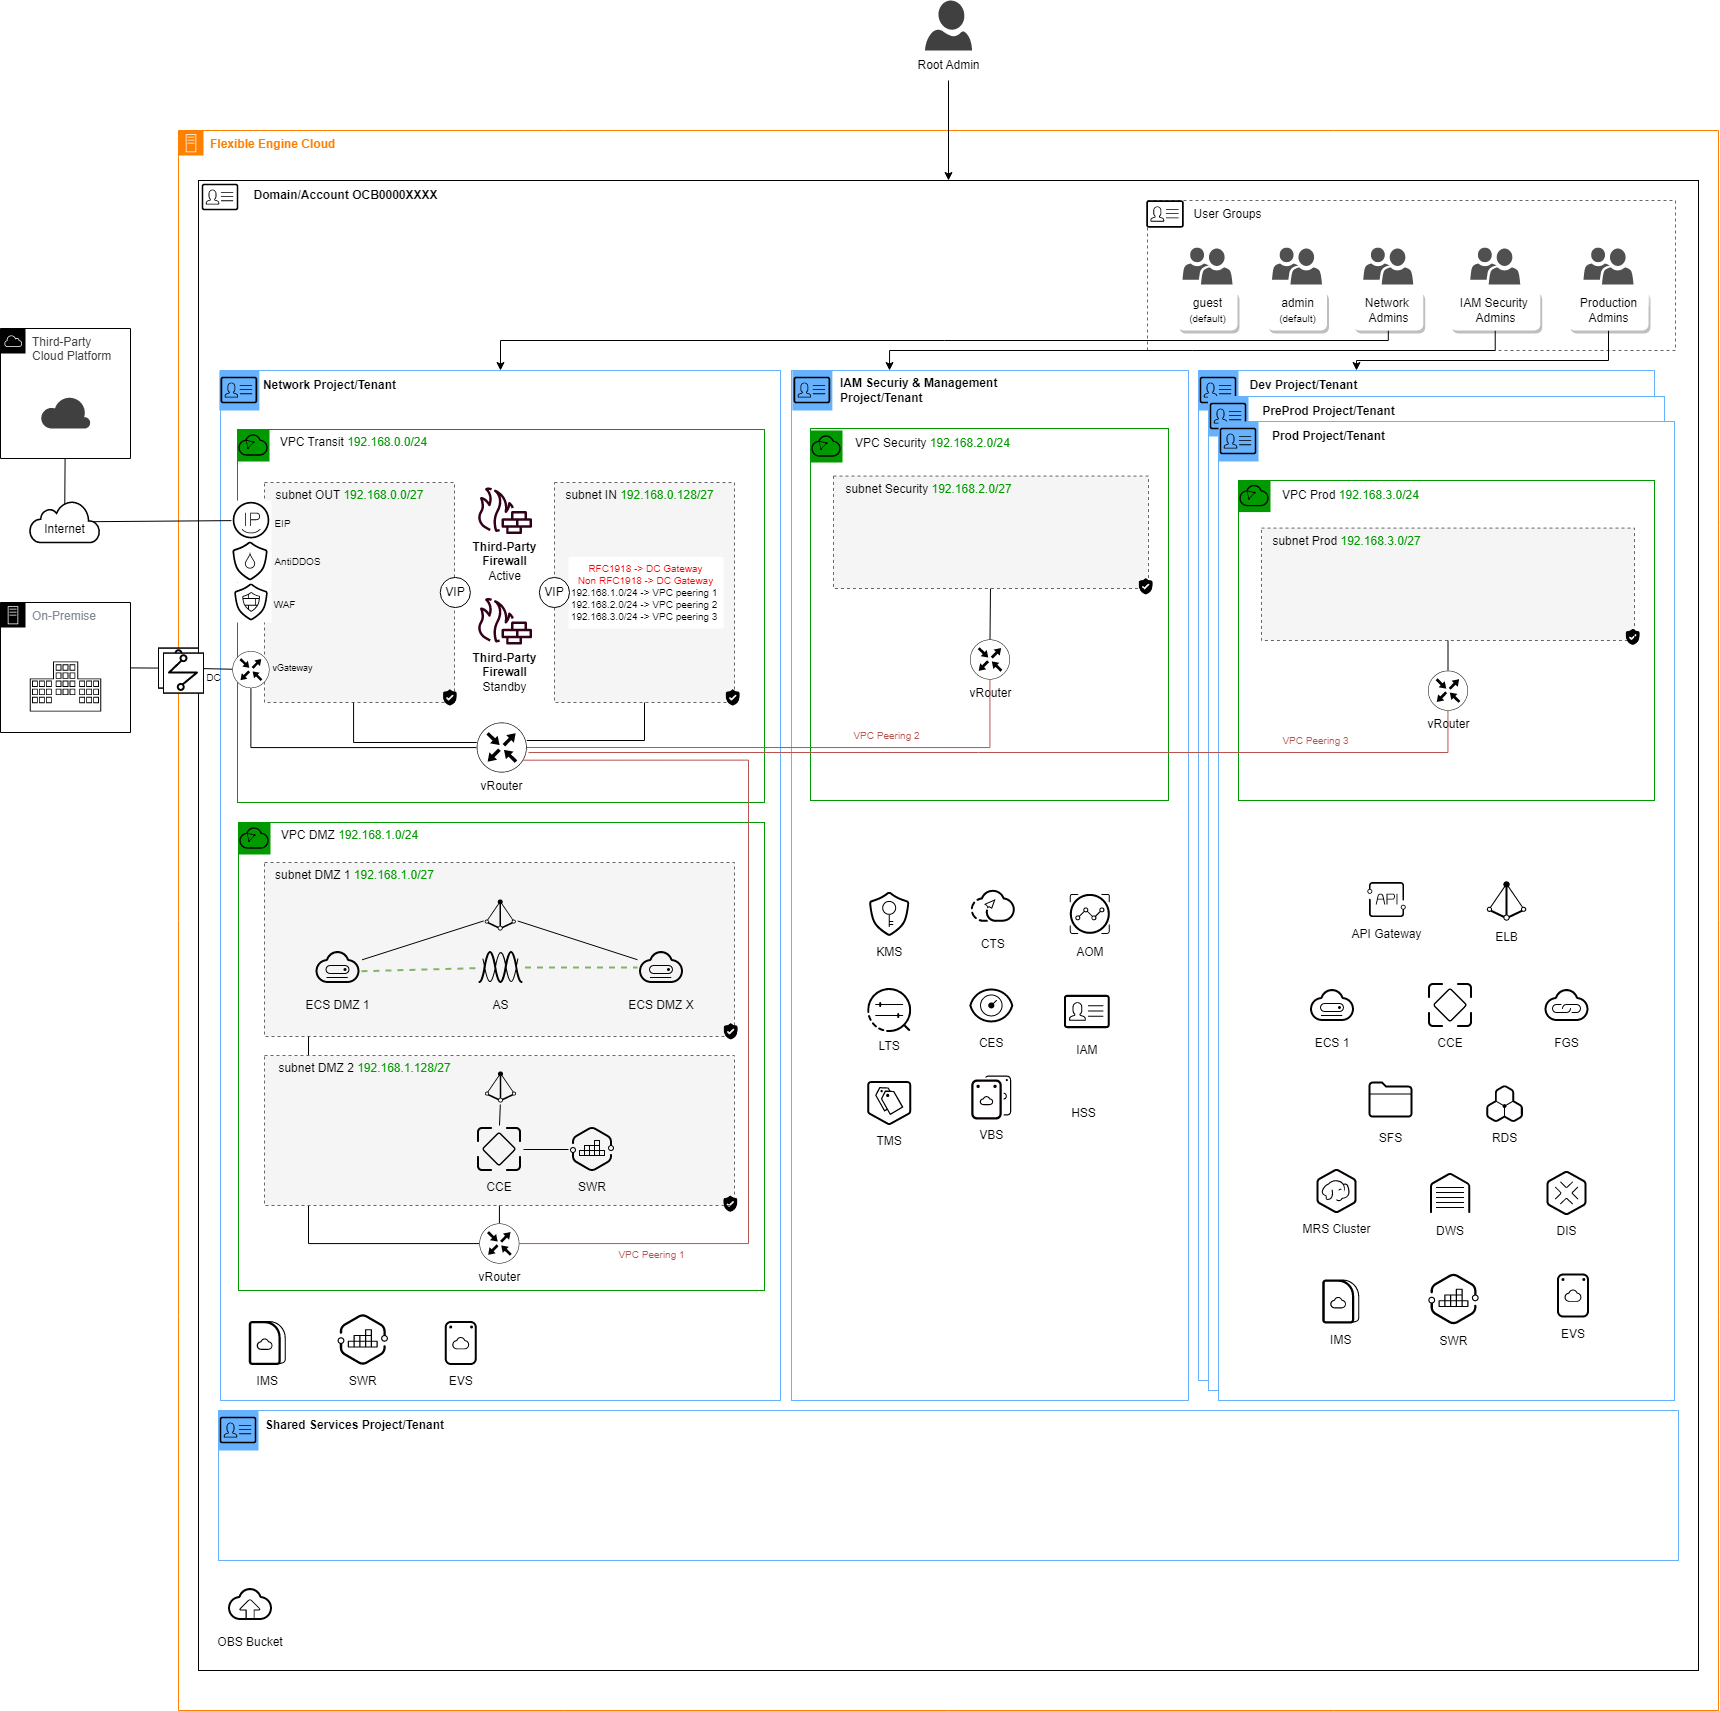 Root Admin
Flexible Engine Cloud
Domain/Account OCB0000XXXX
User Groups
guest
(default)
admin
(default)
Network
Admins
IAM Security
Admins
Production
Admins
Third-Party
Cloud Platform
Internet
On-Premise
DC
Network Project/Tenant
VPC Transit 192.168.0.0/24
subnet OUT 192.168.0.0/27
IP
EIP
AntiDDOS
WAF
vGateway
VIP
Third-Party
Firewall
Active
Third-Party
Firewall
Standby
VIP
subnet IN 192.168.0.128/27
RFC1918 -> DC Gateway
Non RFC1918 -> DC Gateway
192.168.1.0/24 -> VPC peering 1
192.168.2.0/24 -> VPC peering 2
192.168.3.0/24 -> VPC peering 3
vRouter
VPC DMZ 192.168.1.0/24
subnet DMZ 1 192.168.1.0/27
ECS DMZ 1
AS
ECS DMZ X
subnet DMZ 2 192.168.1.128/27
CCE
SWR
vRouter
VPC Peering 1
IMS
SWR
EVS
IAM Securiy & Management
Project/Tenant
VPC Security 192.168.2.0/24
subnet Security 192.168.2.0/27
vRouter
VPC Peering 2
KMS
CTS
AOM
LTS
CES
IAM
TMS
VBS
HSS
Dev Project/Tenant
PreProd Project/Tenant
Prod Project/Tenant
VPC Prod 192.168.3.0/24
subnet Prod 192.168.3.0/27
vRouter
VPC Peering 3
API
API Gateway
ELB
ECS 1
CCE
FGS
SFS
RDS
MRS Cluster
DWS
DIS
IMS
SWR
EVS
Shared Services Project/Tenant
OBS Bucket